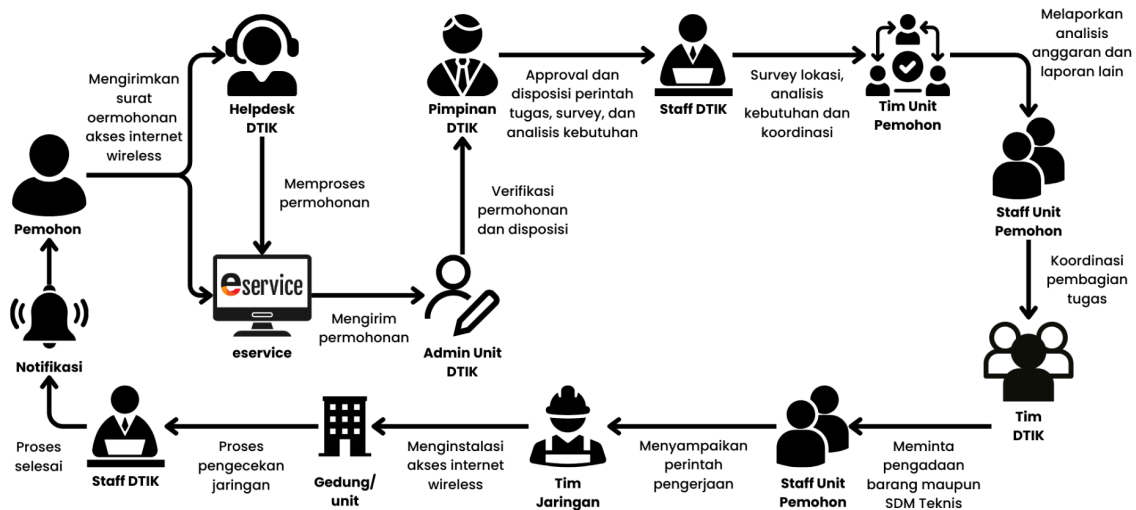 Mengirimkan
surat
oermohonan
akses internet
wireless
Pemohon
Helpdesk
DTIK
Memproses
permohonan
eservice
eservice
Mengirim
permohonan
Admin Unit
DTIK
Verifikasi
permohonan
dan disposisi
Pimpinan
DTIK
Approval dan
disposisi perintah
tugas, survey, dan
analisis kebutuhan
Staff DTIK
Survey lokasi,
analisis
kebutuhan dan
koordinasi
Tim Unit
Pemohon
Melaporkan
analisis
anggaran dan
laporan lain
Staff Unit
Pemohon
Koordinasi
pembagian
tugas
Tim
DTIK
Meminta
pengadaan
barang maupun
SDM Teknis
Staff Unit
Pemohon
Menyampaikan
perintah
pengerjaan
Tim
Jaringan
Menginstalasi
akses internet
wireless
Gedung/
unit
Proses
pengecekan
jaringan
Staff DTIK
Proses
selesai
Notifikasi